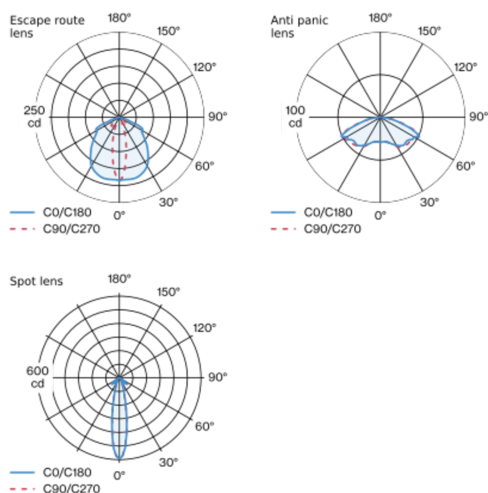 Escape route
lens
180°
150°
120°
250
cd
90°
60°
30°
0°
C0/C180
C90/C270
Anti panic
lens
180°
150°
120°
100
cd
90°
60°
30°
0°
C0/C180
C90/C270
Spot lens
180°
150°
120°
600
cd
90°
60°
30°
0°
C0/C180
C90/C270